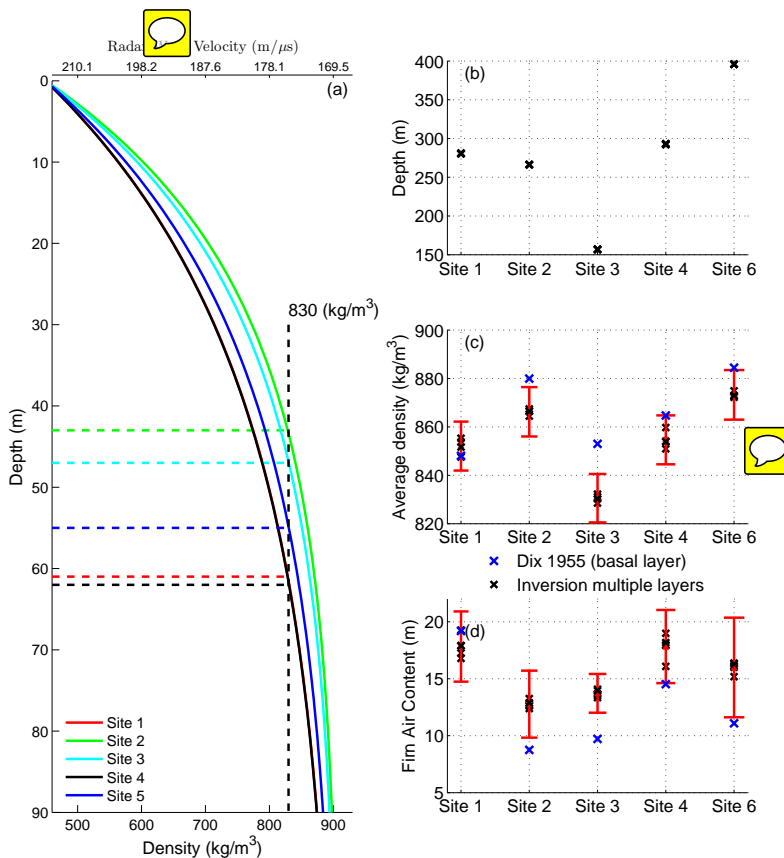 Rada Velocity (m/μs)
210.1 198.2 187.6 178.1 169.5
(a)
0
10
20
30
40
50
60
70
80
90
Depth (m)
830 (kg/m³)
Site 1
Site 2
Site 3
Site 4
Site 5
500 600 700 800 900
Density (kg/m³)
(b)
400
350
300
250
200
150
Depth (m)
Site 1 Site 2 Site 3 Site 4 Site 6
(c)
900
880
860
840
820
Average density (kg/m³)
Site 1 Site 2 Site 3 Site 4 Site 6
Dix 1955 (basal layer)
Inversion multiple layers
(d)
20
15
10
5
Firn Air Content (m)
Site 1 Site 2 Site 3 Site 4 Site 6